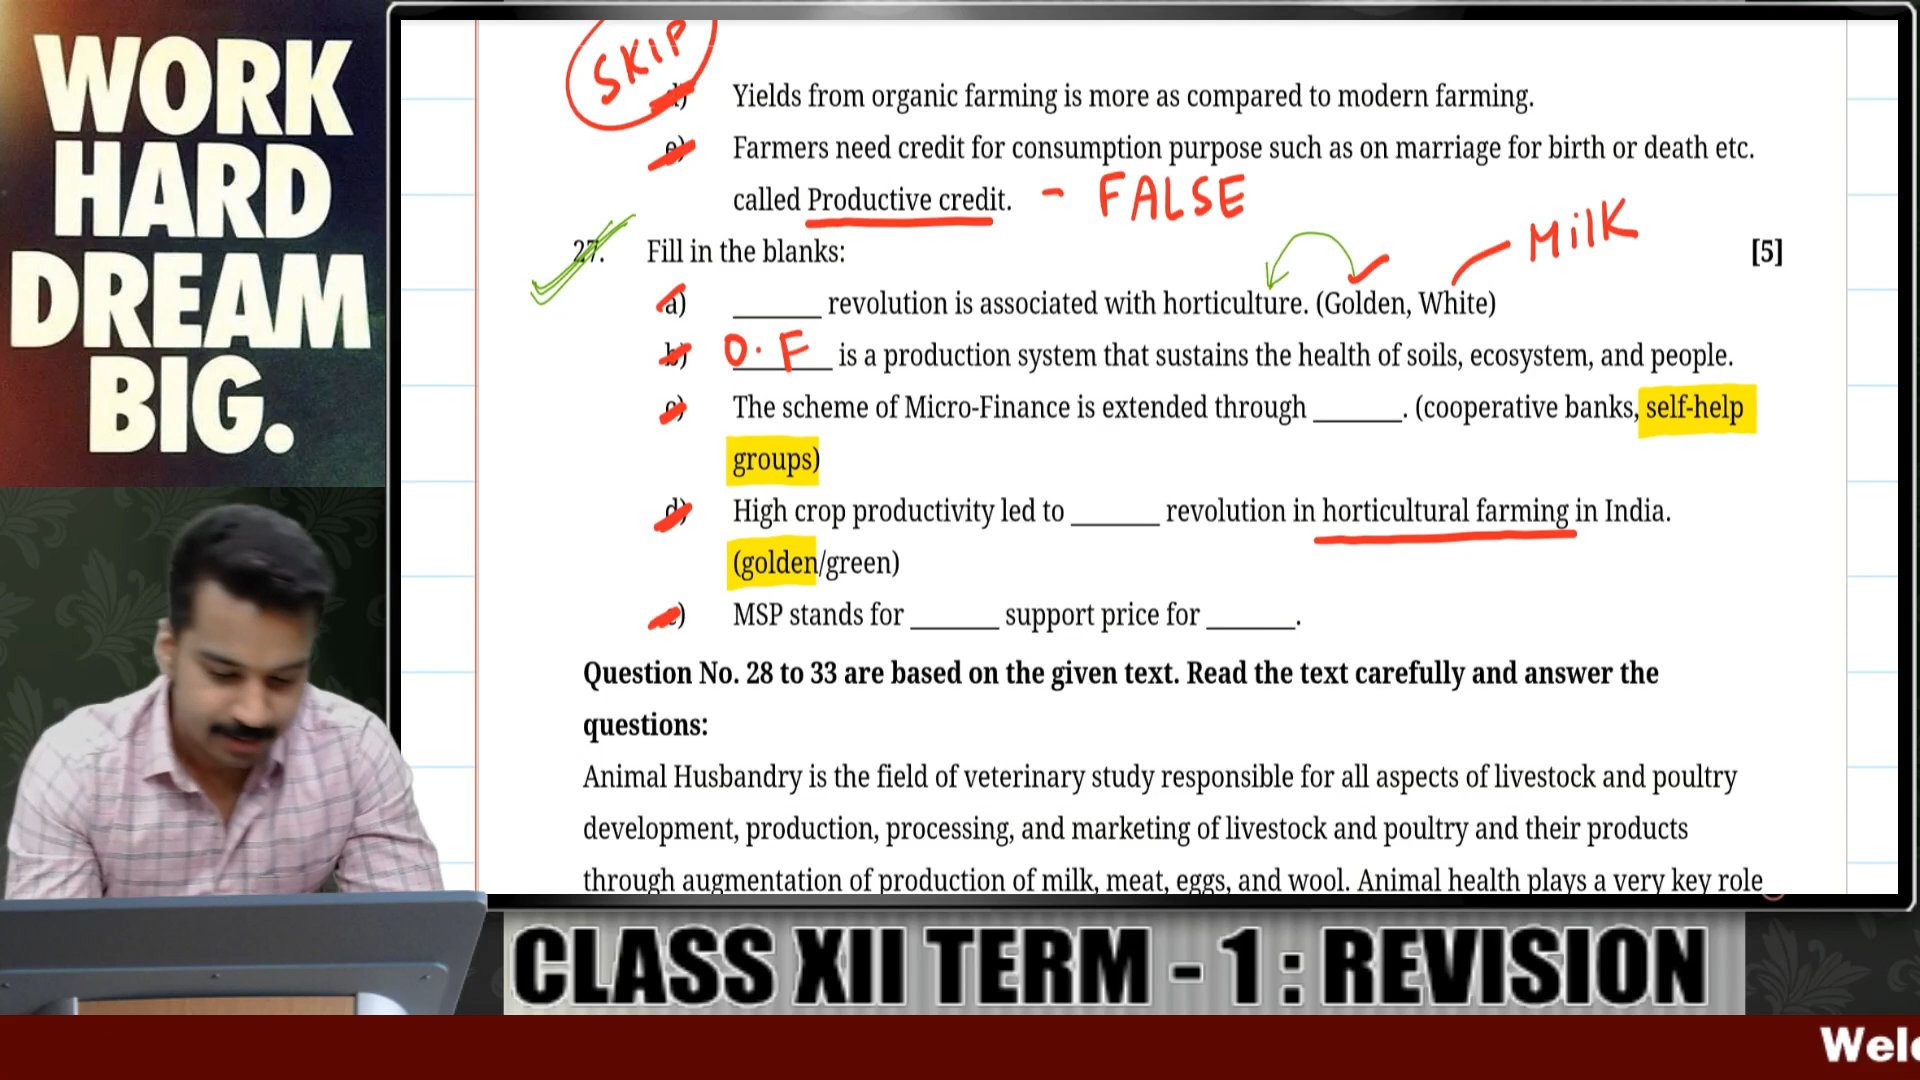 WORK
HARD
DREAM
BIG.
SKIP
d) Yields from organic farming is more as compared to modern farming.
e) Farmers need credit for consumption purpose such as on marriage for birth or death etc.
called Productive credit. - FALSE
MilK
27. Fill in the blanks: [5]
a) ________ revolution is associated with horticulture. (Golden, White)
b) O.F ________ is a production system that sustains the health of soils, ecosystem, and people.
c) The scheme of Micro-Finance is extended through ________. (cooperative banks, self-help
groups)
d) High crop productivity led to ________ revolution in horticultural farming in India.
(golden/green)
e) MSP stands for ________ support price for ________.
Question No. 28 to 33 are based on the given text. Read the text carefully and answer the
questions:
Animal Husbandry is the field of veterinary study responsible for all aspects of livestock and poultry
development, production, processing, and marketing of livestock and poultry and their products
through augmentation of production of milk, meat, eggs, and wool. Animal health plays a very key role
CLASS XII TERM - 1 : REVISION